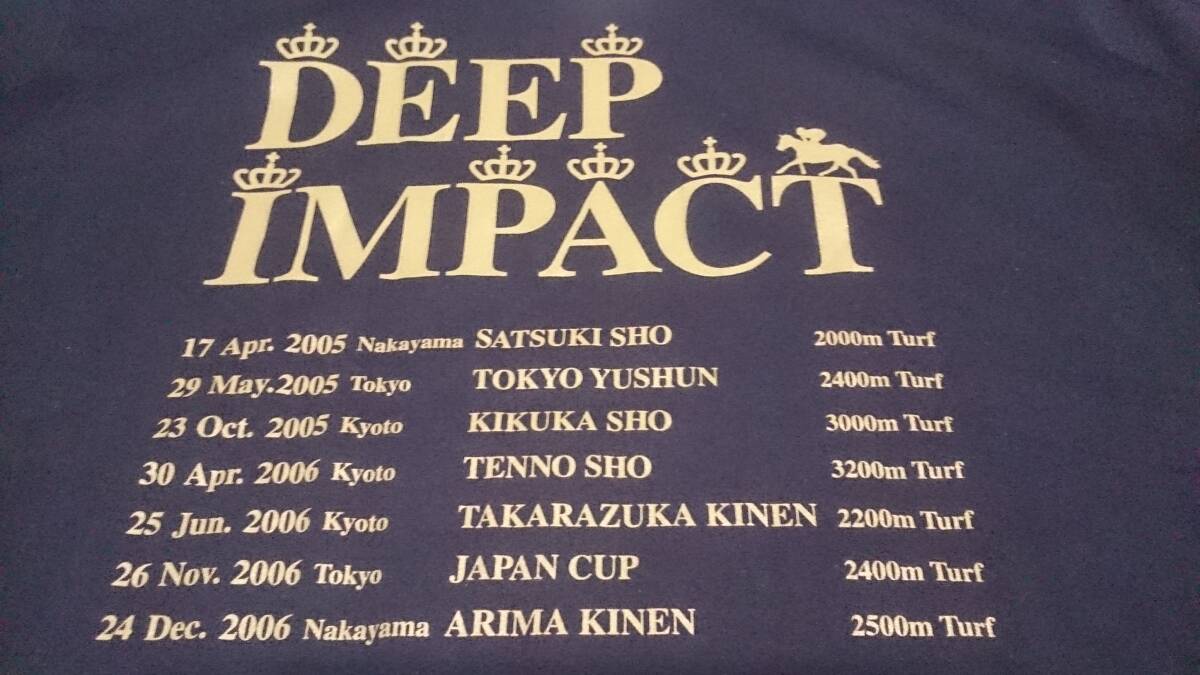 DEEP
IMPACT
17 Apr. 2005 Nakayama SATSUKI SHO 2000m Turf
29 May.2005 Tokyo TOKYO YUSHUN 2400m Turf
23 Oct. 2005 Kyoto KIKUKA SHO 3000m Turf
30 Apr. 2006 Kyoto TENNO SHO 3200m Turf
25 Jun. 2006 Kyoto TAKARAZUKA KINEN 2200m Turf
26 Nov. 2006 Tokyo JAPAN CUP 2400m Turf
24 Dec. 2006 Nakayama ARIMA KINEN 2500m Turf